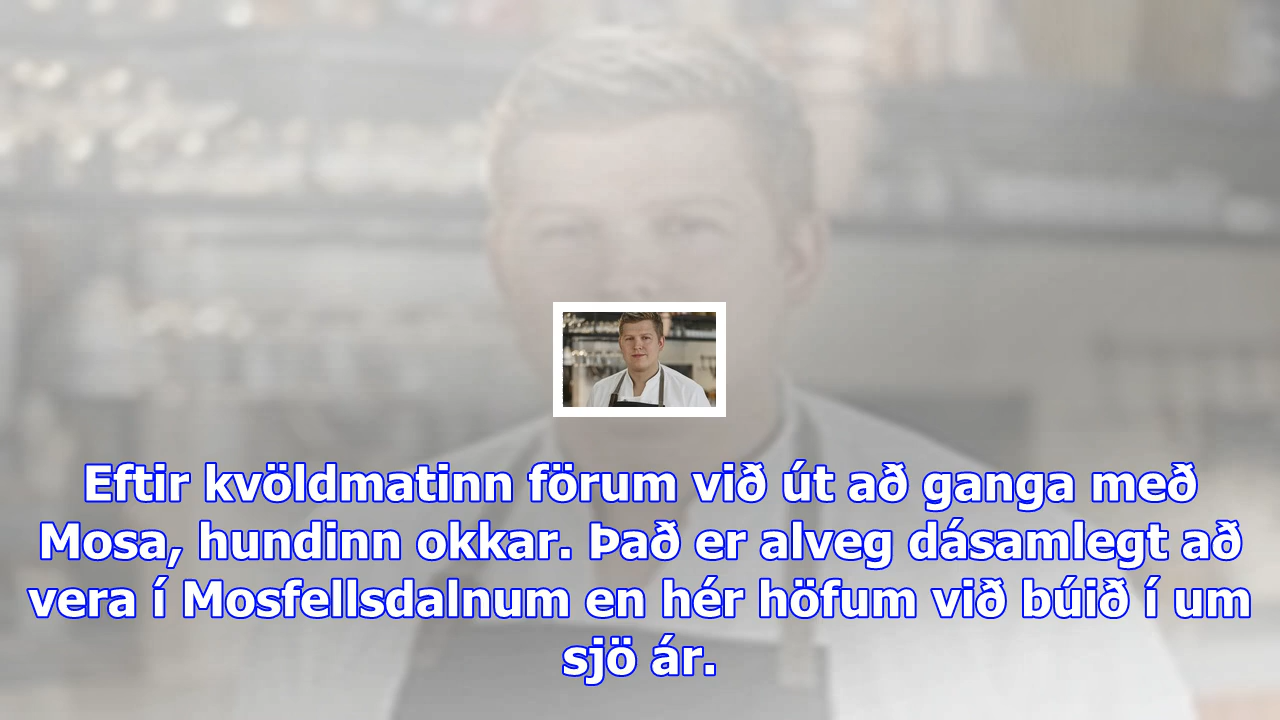 Eftir kvöldmatinn förum við út að ganga með
Mosa, hundinn okkar. Það er alveg dásamlegt að
vera í Mosfellsdalnum en hér höfum við búið í um
sjö ár.